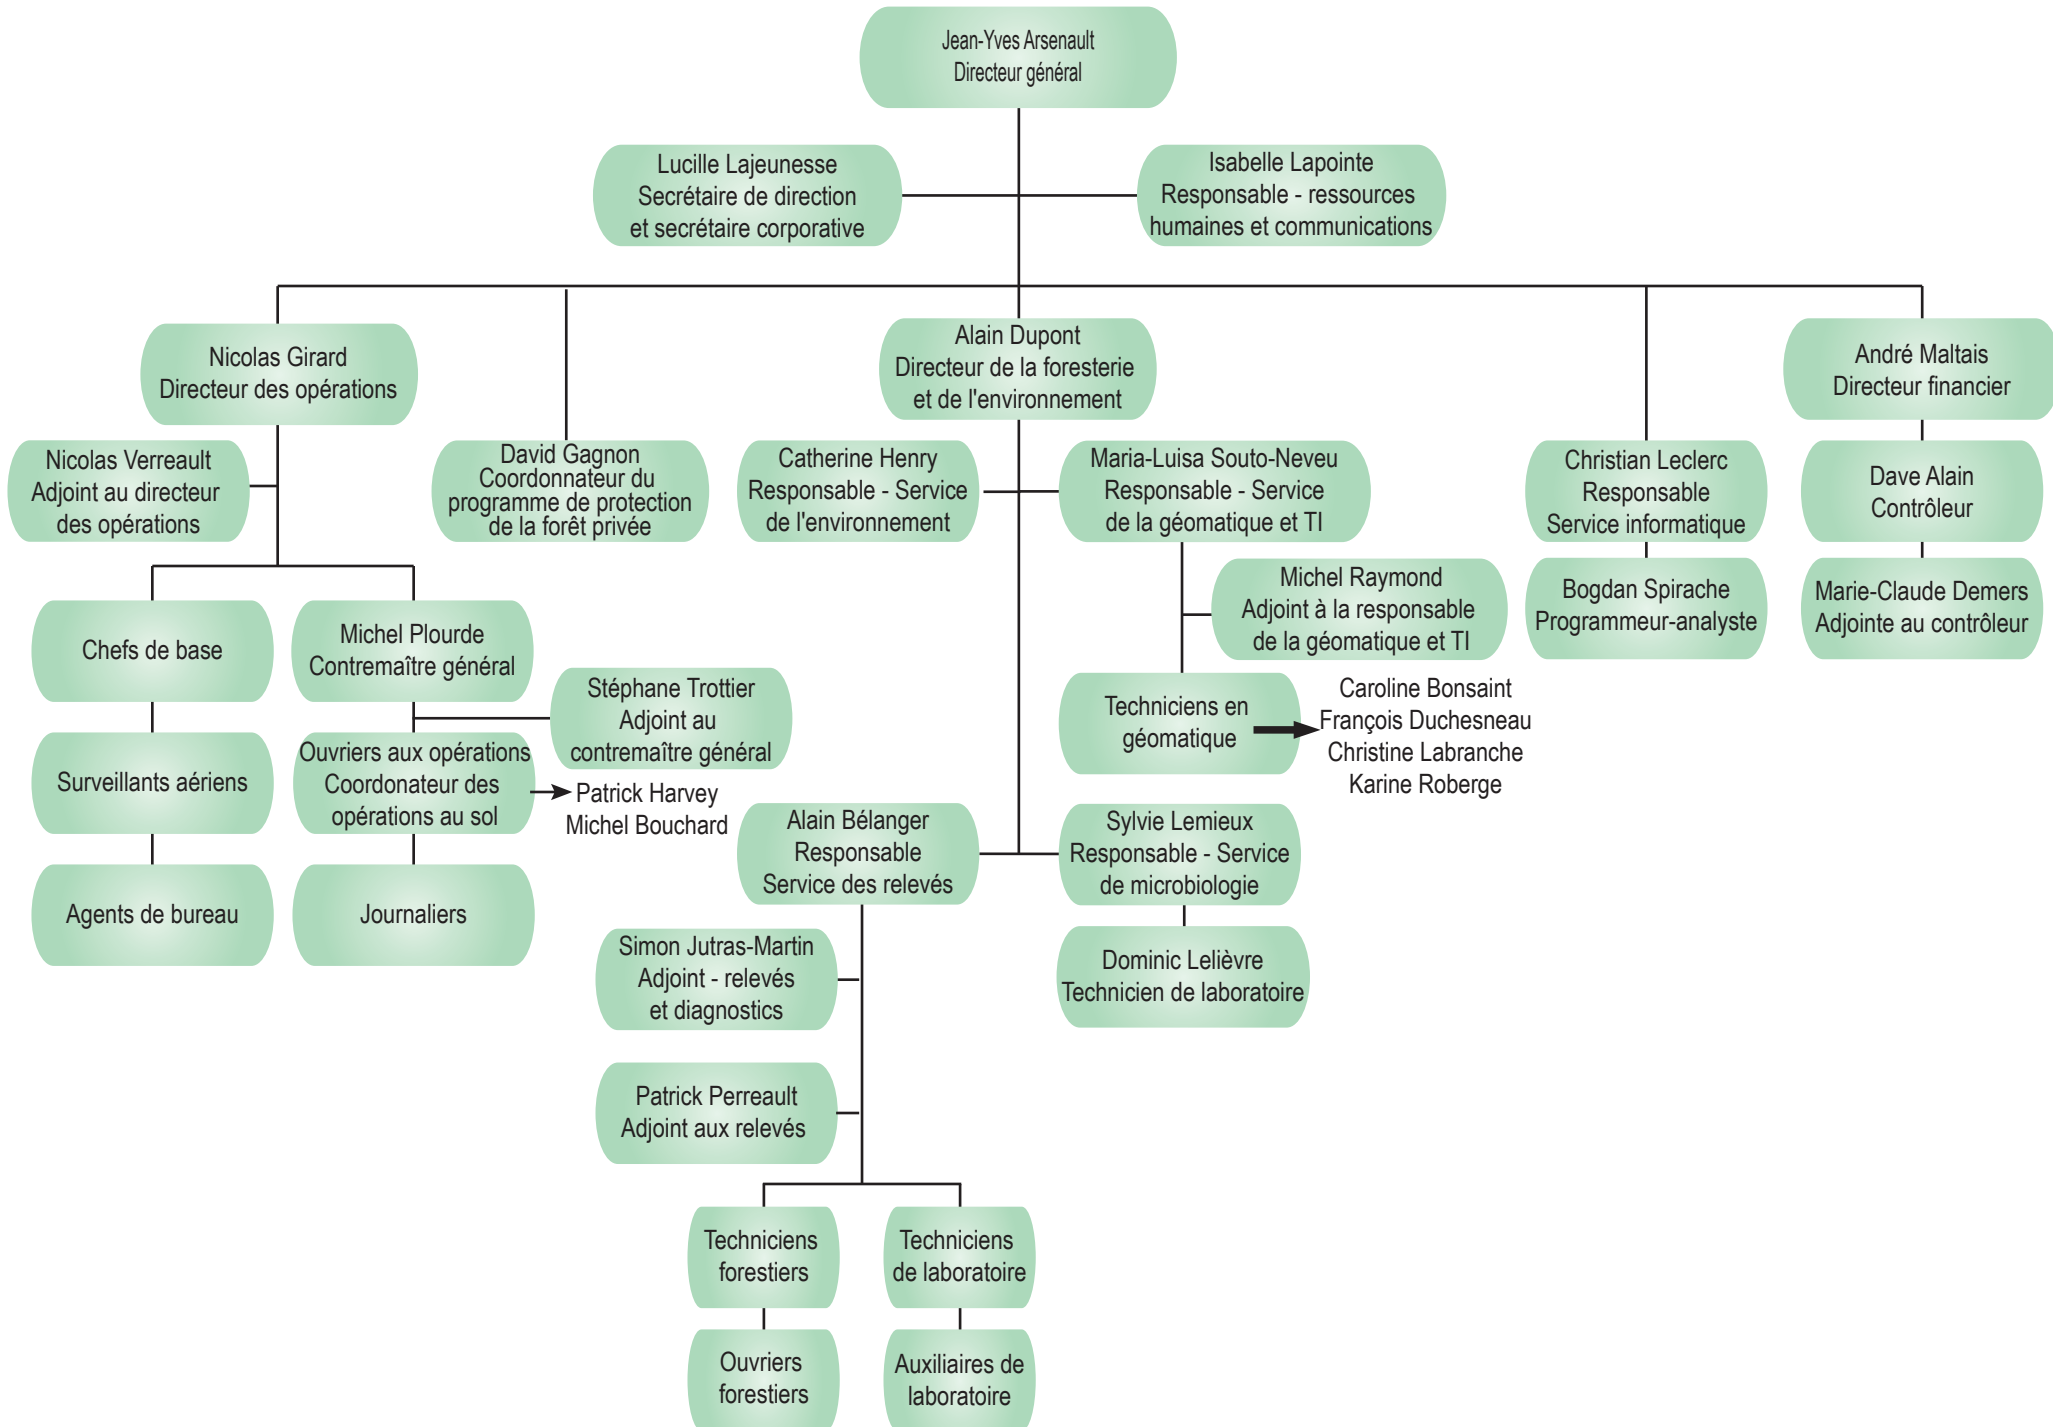 Jean-Yves Arsenault
Directeur général
Lucille Lajeunesse
Secrétaire de direction
et secrétaire corporative
Isabelle Lapointe
Responsable - ressources
humaines et communications
Nicolas Girard
Directeur des opérations
Alain Dupont
Directeur de la foresterie
et de l'environnement
André Maltais
Directeur financier
Nicolas Verreault
Adjoint au directeur
des opérations
David Gagnon
Coordonnateur du
programme de protection
de la forêt privée
Catherine Henry
Responsable - Service
de l'environnement
Maria-Luisa Souto-Neveu
Responsable - Service
de la géomatique et TI
Christian Leclerc
Responsable
Service informatique
Dave Alain
Contrôleur
Chefs de base
Michel Plourde
Contremaître général
Michel Raymond
Adjoint à la responsable
de la géomatique et TI
Bogdan Spirache
Programmeur-analyste
Marie-Claude Demers
Adjointe au contrôleur
Stéphane Trottier
Adjoint au
contremaître général
Techniciens en
géomatique
Caroline Bonsaint
François Duchesneau
Christine Labranche
Karine Roberge
Surveillants aériens
Ouvriers aux opérations
Coordonateur des
opérations au sol
Patrick Harvey
Michel Bouchard
Alain Bélanger
Responsable
Service des relevés
Sylvie Lemieux
Responsable - Service
de microbiologie
Agents de bureau
Journaliers
Simon Jutras-Martin
Adjoint - relevés
et diagnostics
Dominic Lelièvre
Technicien de laboratoire
Patrick Perreault
Adjoint aux relevés
Techniciens
forestiers
Techniciens
de laboratoire
Ouvriers
forestiers
Auxiliaires de
laboratoire